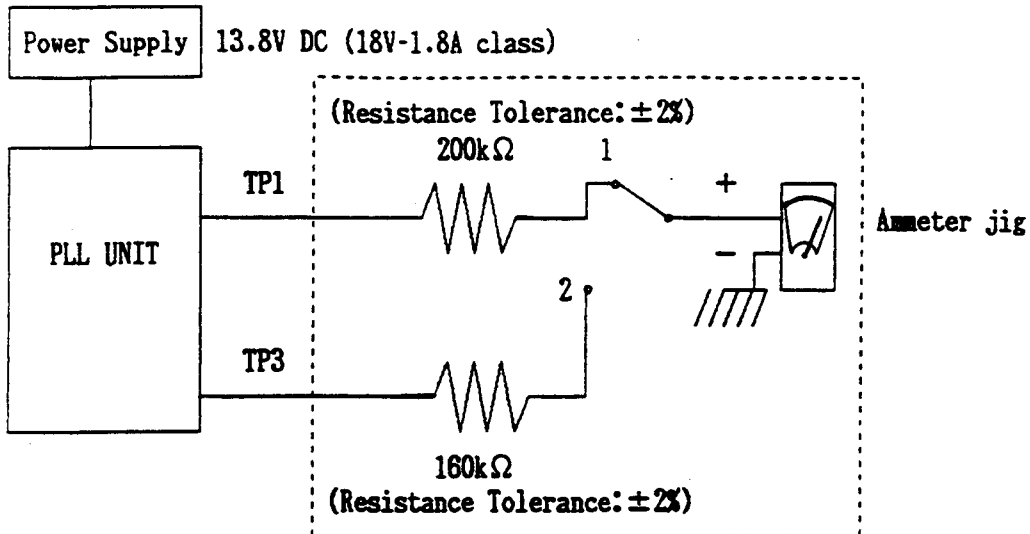 Power Supply
13.8V DC (18V-1.8A class)
(Resistance Tolerance:±2%)
200kΩ
1
TP1
+
Ammeter jig
PLL UNIT
−
2
TP3
160kΩ
(Resistance Tolerance:±2%)